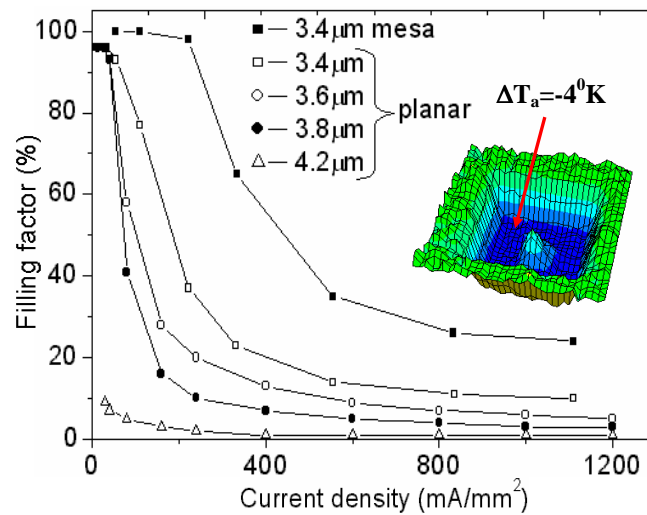 100
80
60
40
20
0
Filling factor (%)
0 400 800 1200
Current density (mA/mm²)
3.4μm mesa
3.4μm
3.6μm
3.8μm
4.2μm
planar
ΔTₐ=-4⁰K